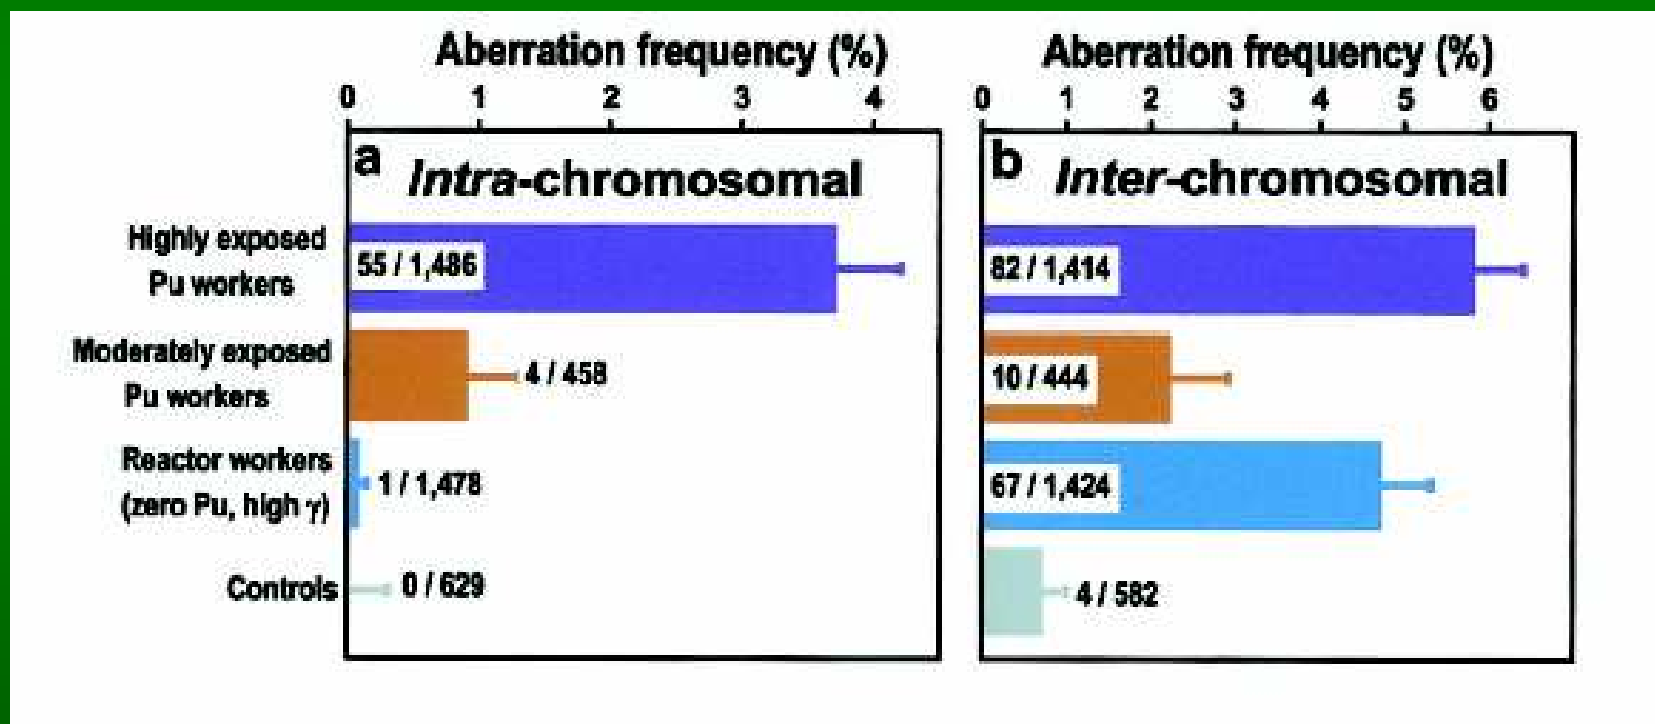 Aberration frequency (%)
0 1 2 3 4
a Intra-chromosomal
Highly exposed
Pu workers
55 / 1,486
Moderately exposed
Pu workers
4 / 458
Reactor workers
(zero Pu, high γ)
1 / 1,478
Controls
0 / 629
Aberration frequency (%)
0 1 2 3 4 5 6
b Inter-chromosomal
82 / 1,414
10 / 444
67 / 1,424
4 / 582